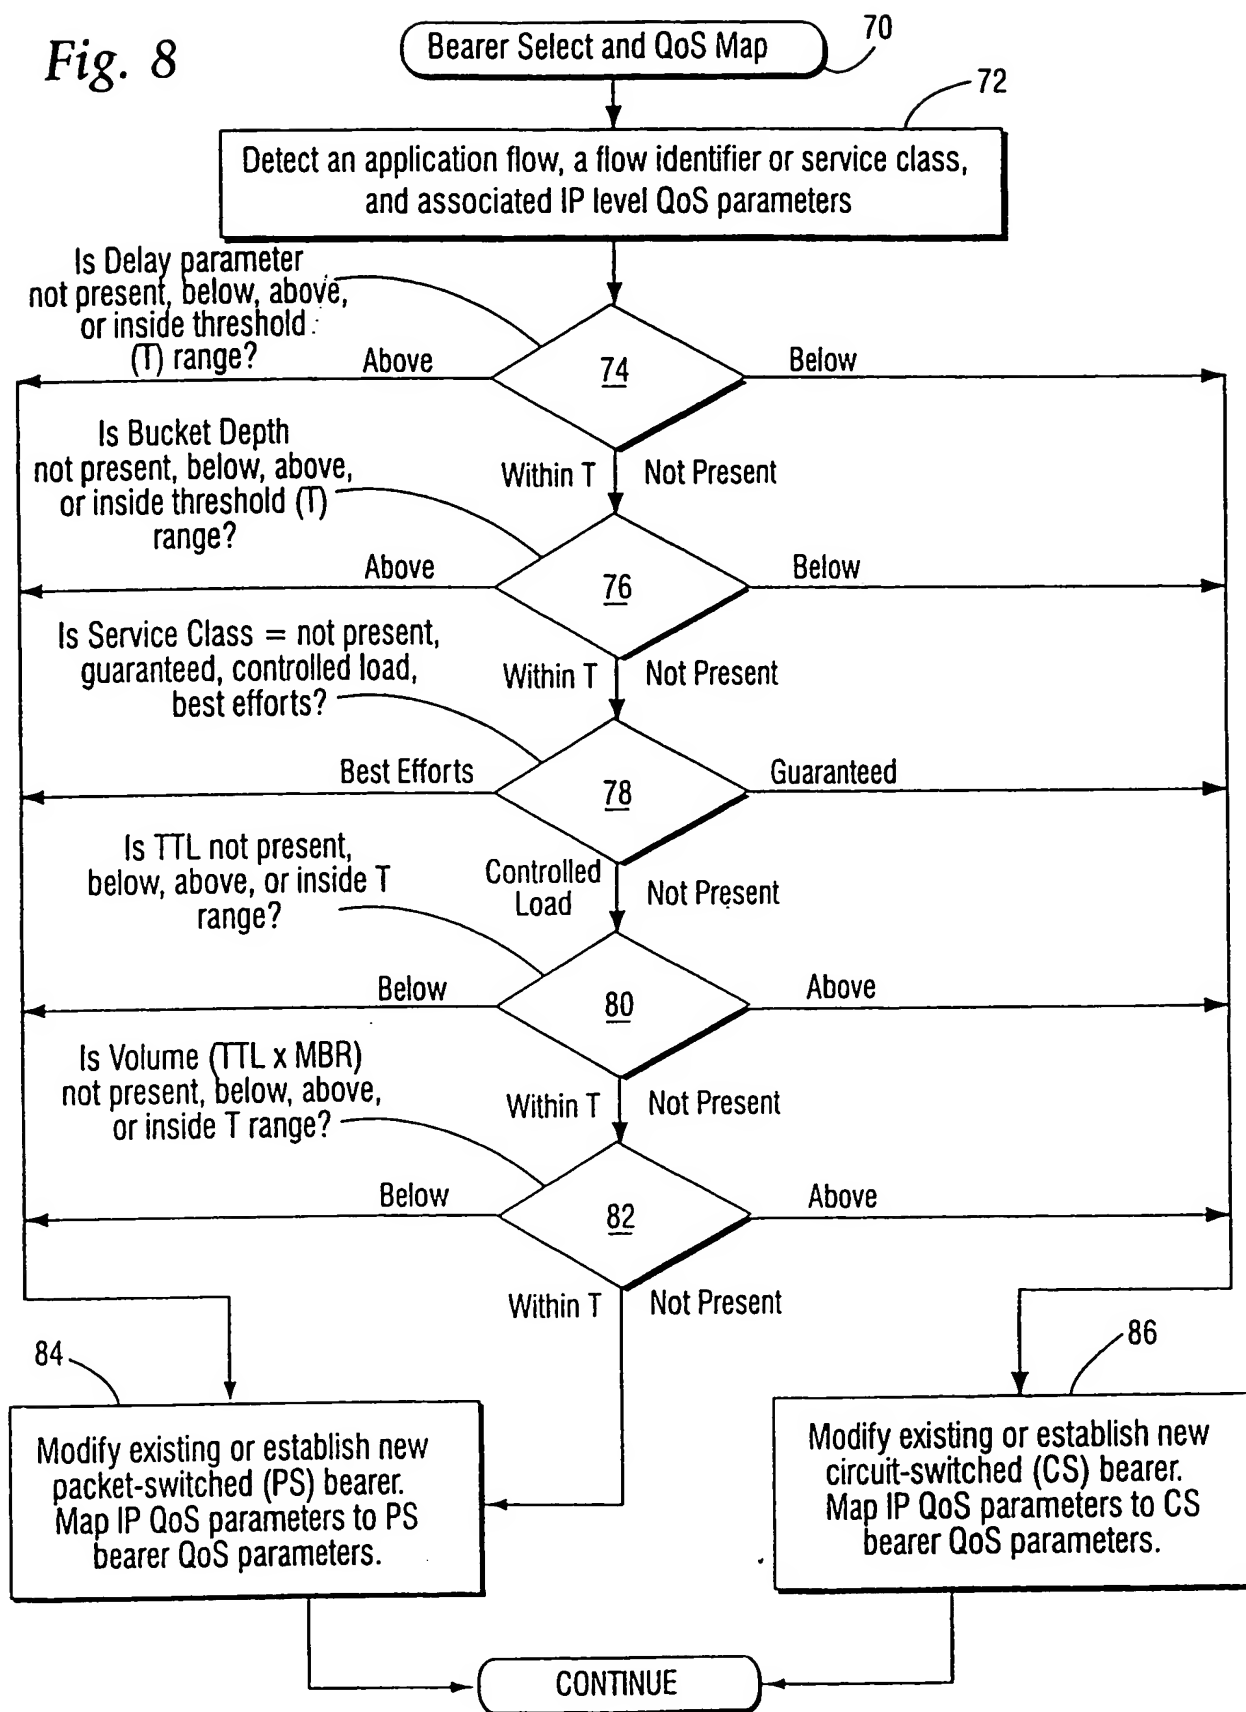 Fig. 8
Bearer Select and QoS Map
70
72
Detect an application flow, a flow identifier or service class,
and associated IP level QoS parameters
Is Delay parameter
not present, below, above,
or inside threshold
(T) range?
Above
74
Below
Within T
Not Present
Is Bucket Depth
not present, below, above,
or inside threshold (T)
range?
Above
76
Below
Within T
Not Present
Is Service Class = not present,
guaranteed, controlled load,
best efforts?
Best Efforts
78
Guaranteed
Controlled
Load
Not Present
Is TTL not present,
below, above, or inside T
range?
Below
80
Above
Within T
Not Present
Is Volume (TTL x MBR)
not present, below, above,
or inside T range?
Below
82
Above
Within T
Not Present
84
Modify existing or establish new
packet-switched (PS) bearer.
Map IP QoS parameters to PS
bearer QoS parameters.
86
Modify existing or establish new
circuit-switched (CS) bearer.
Map IP QoS parameters to CS
bearer QoS parameters.
CONTINUE